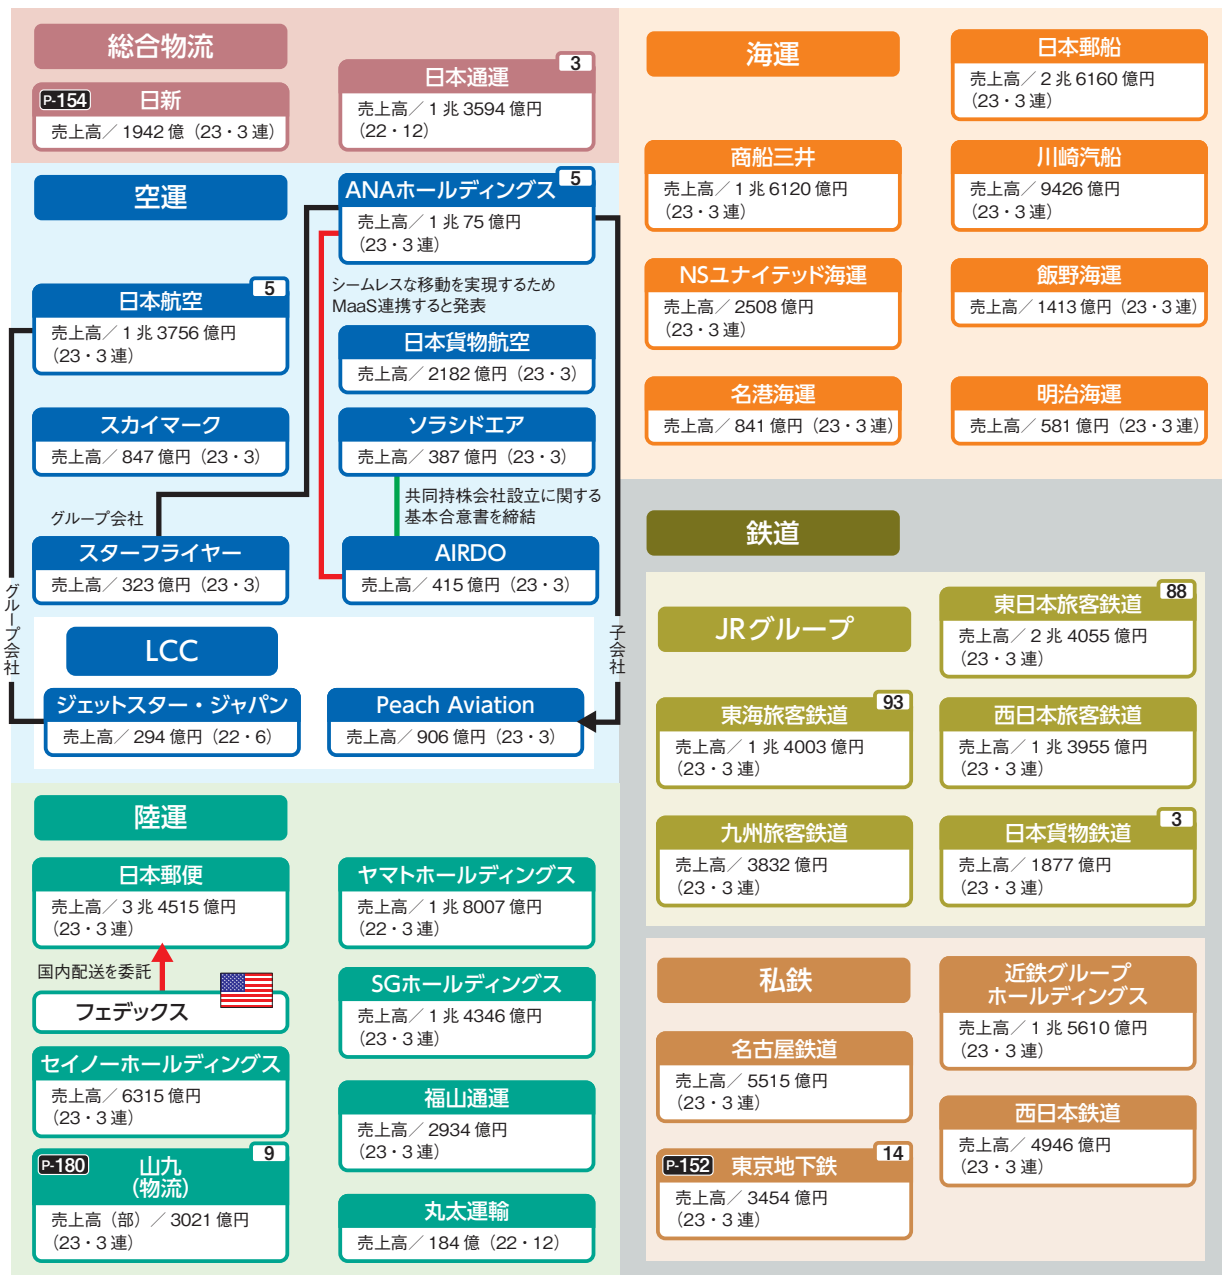 総合物流
P-154 日新
売上高／1942億（23・3連）
3
日本通運
売上高／1兆3594億円
（22・12）
空運
5
ANAホールディングス
売上高／1兆75億円
（23・3連）
シームレスな移動を実現するため
MaaS連携すると発表
5
日本航空
売上高／1兆3756億円
（23・3連）
日本貨物航空
売上高／2182億円（23・3）
スカイマーク
売上高／847億円（23・3）
ソラシドエア
売上高／387億円（23・3）
グループ会社
共同持株会社設立に関する
基本合意書を締結
スターフライヤー
売上高／323億円（23・3）
AIRDO
売上高／415億円（23・3）
グループ会社
子会社
LCC
ジェットスター・ジャパン
売上高／294億円（22・6）
Peach Aviation
売上高／906億円（23・3）
陸運
日本郵便
売上高／3兆4515億円
（23・3連）
国内配送を委託
フェデックス
セイノーホールディングス
売上高／6315億円
（23・3連）
9
P-180 山九
（物流）
売上高（部）／3021億円
（23・3連）
ヤマトホールディングス
売上高／1兆8007億円
（22・3連）
SGホールディングス
売上高／1兆4346億円
（23・3連）
福山通運
売上高／2934億円
（23・3連）
丸太運輸
売上高／184億（22・12）
海運
日本郵船
売上高／2兆6160億円
（23・3連）
商船三井
売上高／1兆6120億円
（23・3連）
川崎汽船
売上高／9426億円
（23・3連）
NSユナイテッド海運
売上高／2508億円
（23・3連）
飯野海運
売上高／1413億円（23・3連）
名港海運
売上高／841億円（23・3連）
明治海運
売上高／581億円（23・3連）
鉄道
JRグループ
88
東日本旅客鉄道
売上高／2兆4055億円
（23・3連）
93
東海旅客鉄道
売上高／1兆4003億円
（23・3連）
西日本旅客鉄道
売上高／1兆3955億円
（23・3連）
九州旅客鉄道
売上高／3832億円
（23・3連）
3
日本貨物鉄道
売上高／1877億円
（23・3連）
私鉄
近鉄グループ
ホールディングス
売上高／1兆5610億円
（23・3連）
名古屋鉄道
売上高／5515億円
（23・3連）
西日本鉄道
売上高／4946億円
（23・3連）
14
P-152 東京地下鉄
売上高／3454億円
（23・3連）